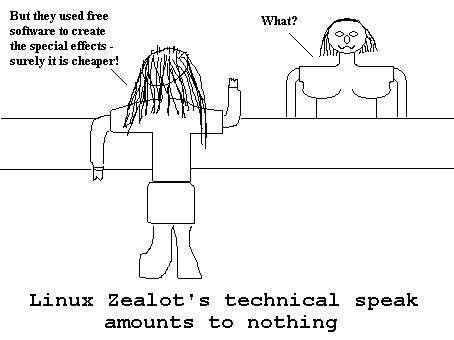 But they used free
software to create
the special effects -
surely it is cheaper!
What?
Linux Zealot's technical speak
amounts to nothing